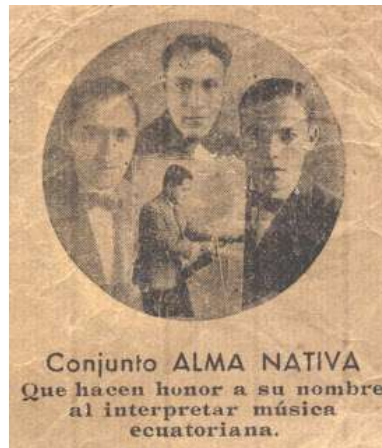 Conjunto ALMA NATIVA
Que hacen honor a su nombre
al interpretar música
ecuatoriana.